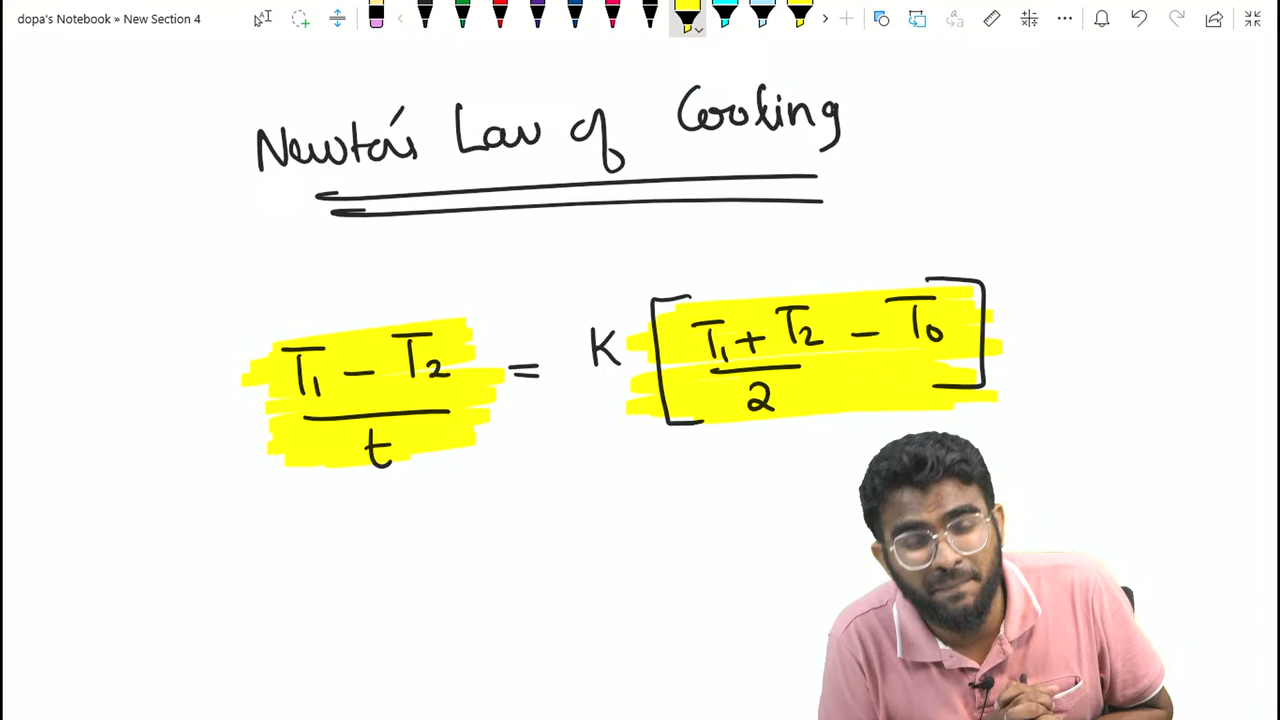 dopa's Notebook » New Section 4
Newton's Law of Cooling
T₁ - T₂ / t = K [ T₁ + T₂ / 2 - T₀ ]